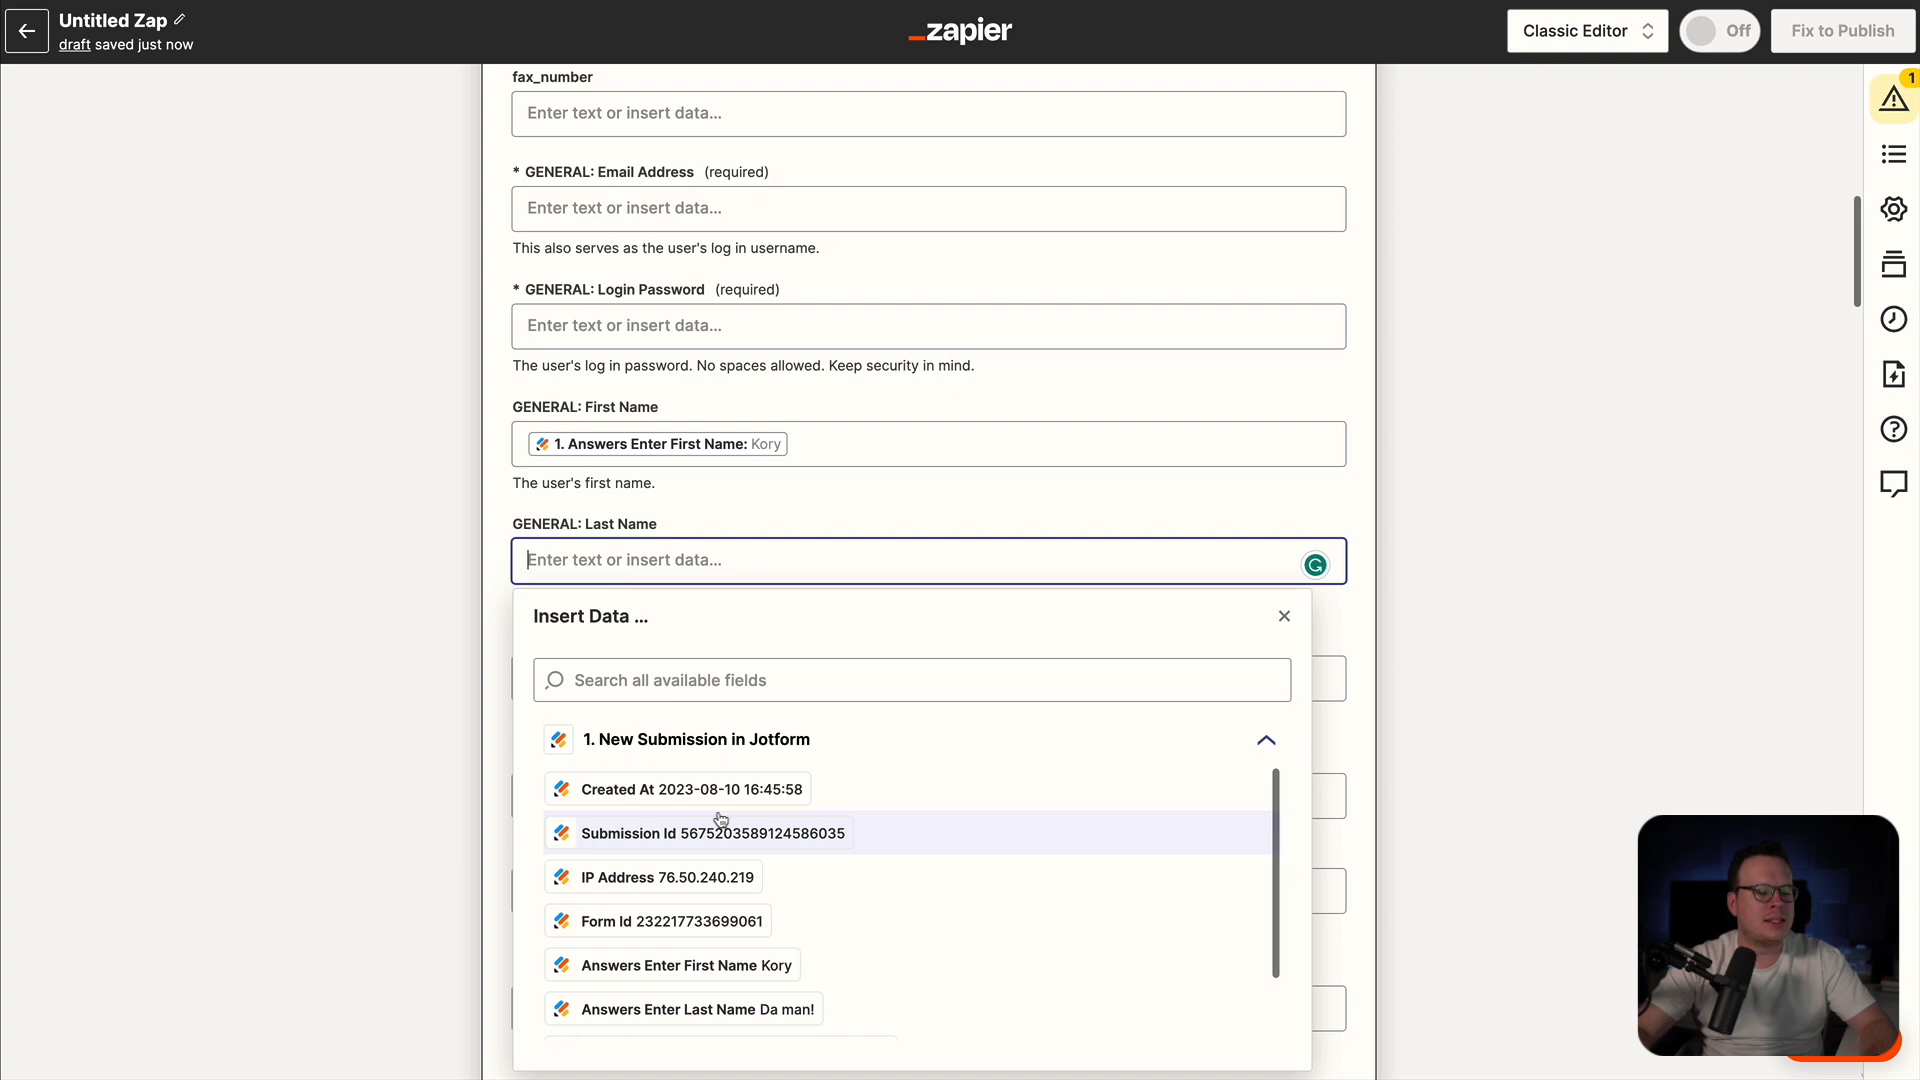 Untitled Zap
draft saved just now
_zapier
Classic Editor
Off
Fix to Publish
1
fax_number
Enter text or insert data...
* GENERAL: Email Address (required)
Enter text or insert data...
This also serves as the user's log in username.
* GENERAL: Login Password (required)
Enter text or insert data...
The user's log in password. No spaces allowed. Keep security in mind.
GENERAL: First Name
1. Answers Enter First Name: Kory
The user's first name.
GENERAL: Last Name
Enter text or insert data...
Insert Data ...
Search all available fields
1. New Submission in Jotform
Created At 2023-08-10 16:45:58
Submission Id 5675203589124586035
IP Address 76.50.240.219
Form Id 232217733699061
Answers Enter First Name Kory
Answers Enter Last Name Da man!